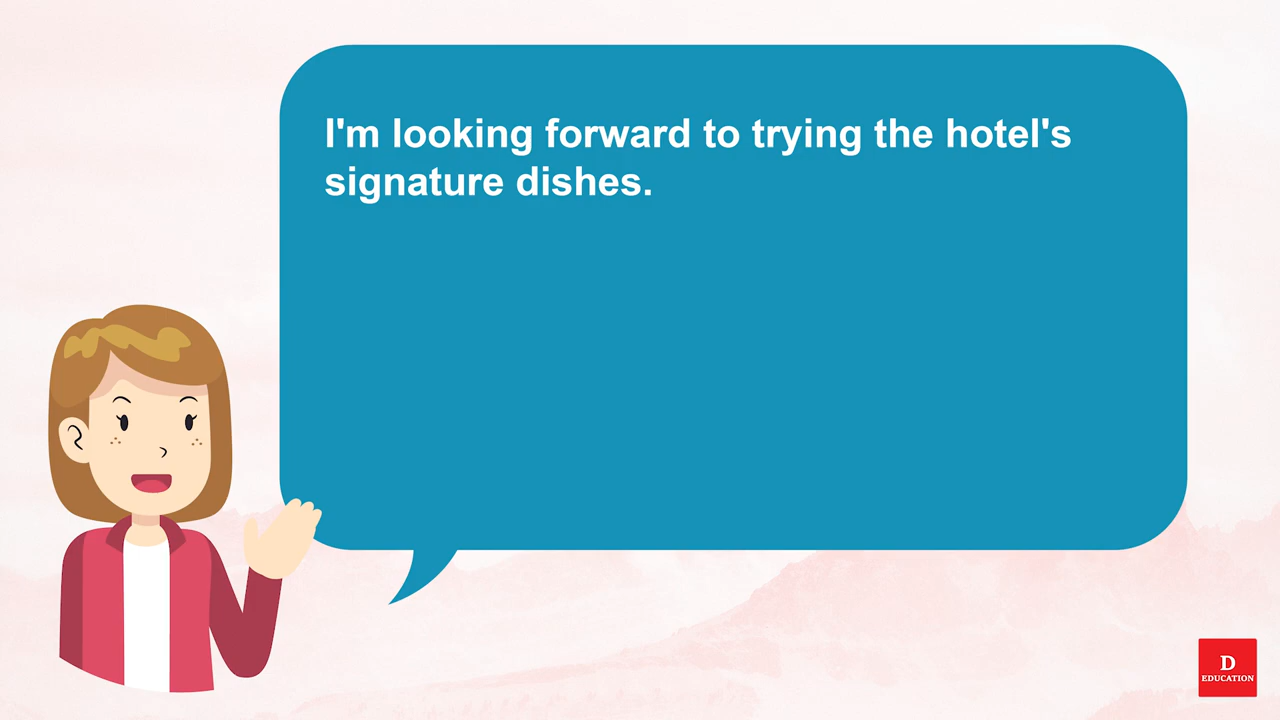 I'm looking forward to trying the hotel's
signature dishes.
D
EDUCATION